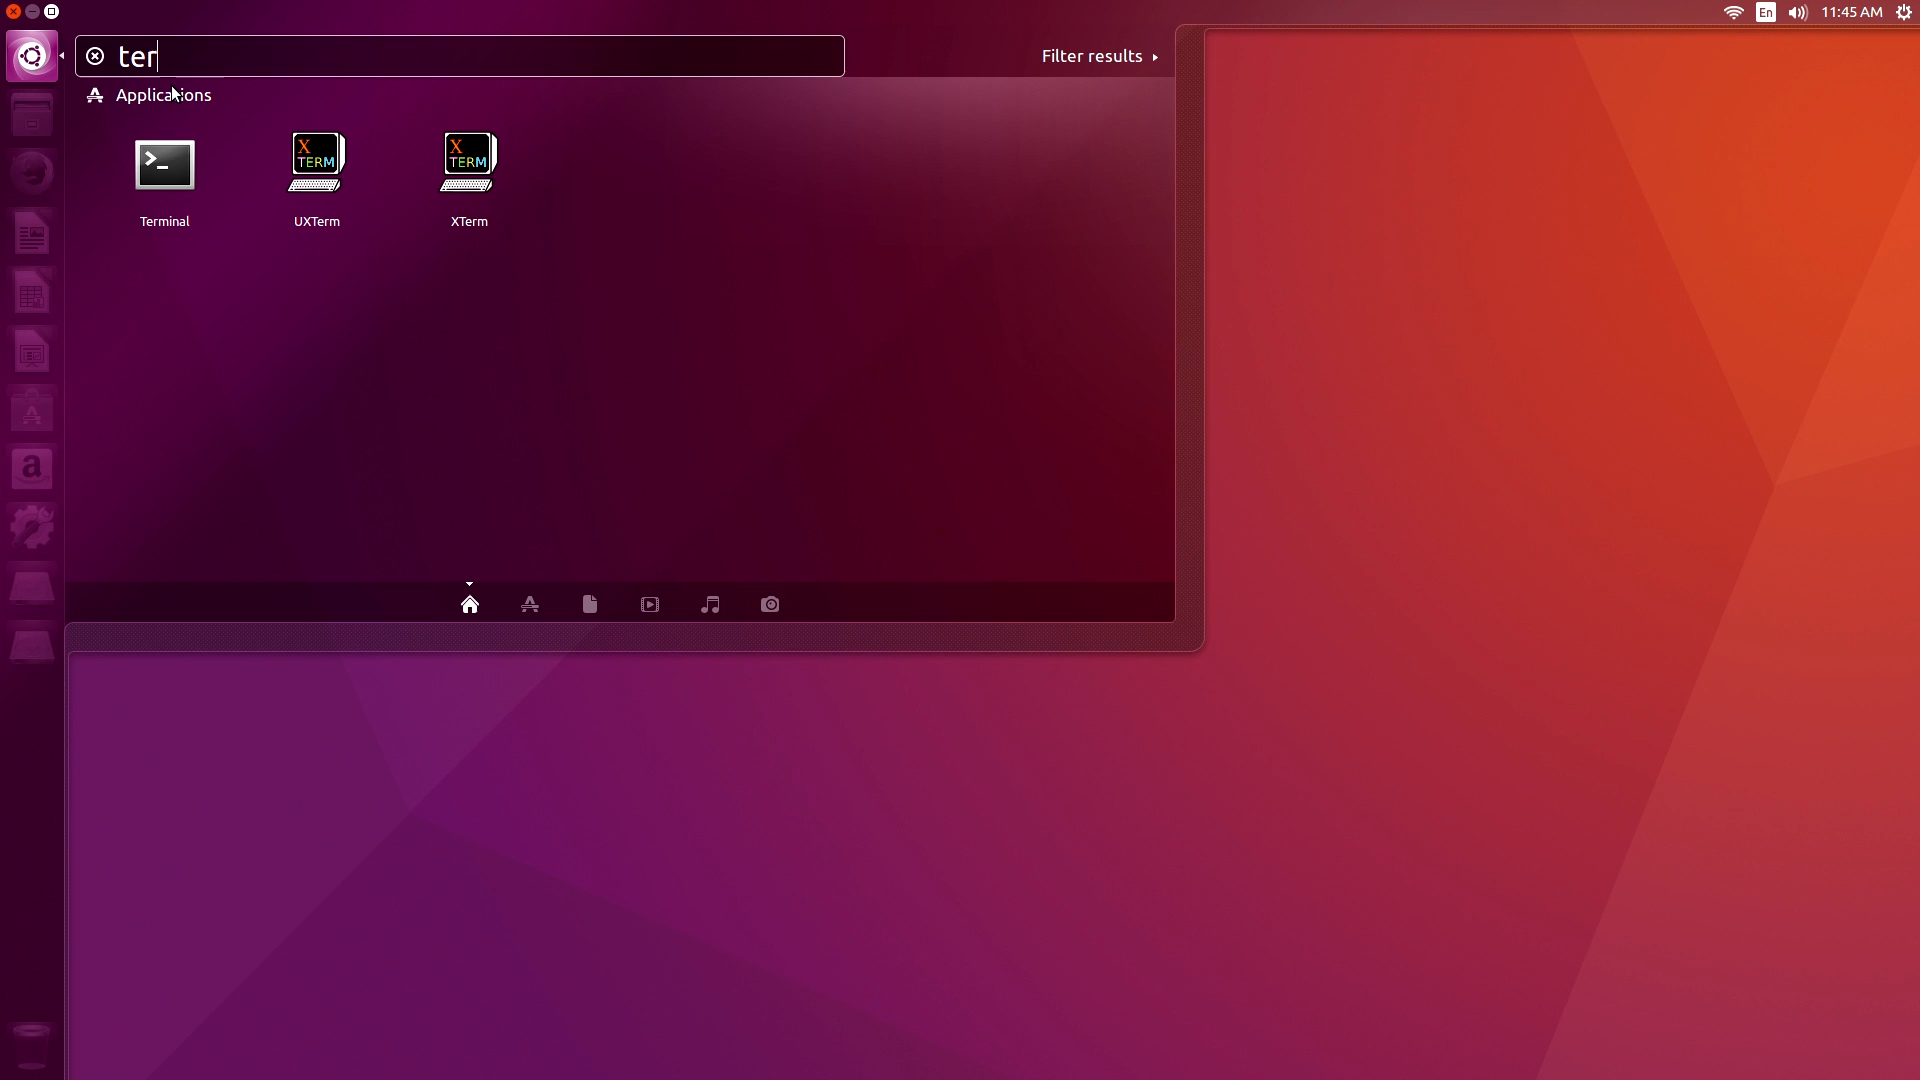 En 11:45 AM
ter
Filter results
Applications
X TERM
X TERM
Terminal
UXTerm
XTerm
a